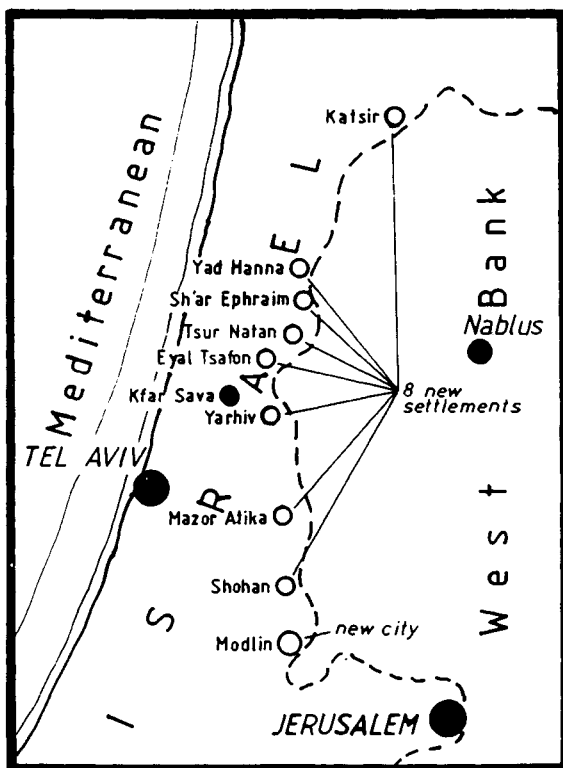 Mediterranean
ISRAEL
West Bank
Katsir
Yad Hanna
Sh'ar Ephraim
Tsur Natan
Eyal Tsafon
Kfar Sava
Yarhiv
Nablus
8 new
settlements
TEL AVIV
Mazor Atika
Shohan
Modlin
new city
JERUSALEM